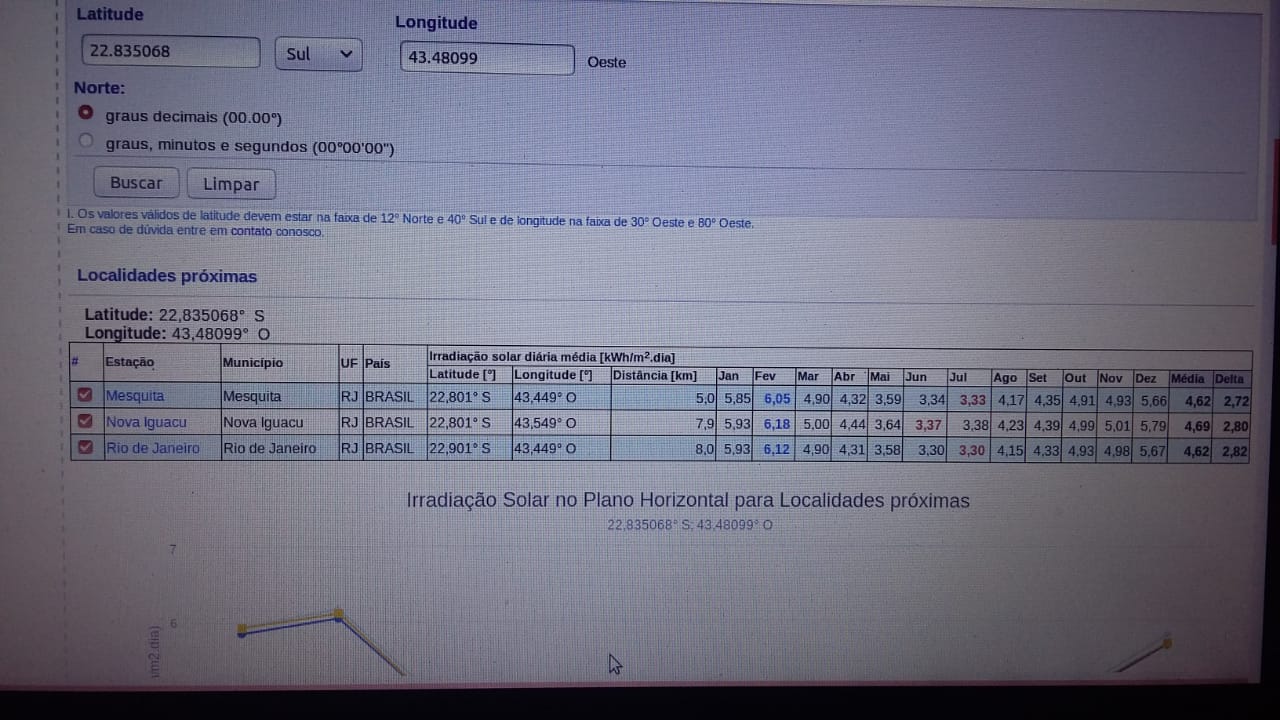 Latitude
Longitude
22.835068
Sul
43.48099
Oeste
Norte:
graus decimais (00.00°)
graus, minutos e segundos (00°00'00")
Buscar
Limpar
I. Os valores válidos de latitude devem estar na faixa de 12° Norte e 40° Sul e de longitude na faixa de 30° Oeste e 80° Oeste.
Em caso de dúvida entre em contato conosco.
Localidades próximas
Latitude: 22,835068° S
Longitude: 43,48099° O
# Estação Município UF País Irradiação solar diária média [kWh/m².dia]
Latitude [°] Longitude [°] Distância [km] Jan Fev Mar Abr Mai Jun Jul Ago Set Out Nov Dez Média Delta
Mesquita Mesquita RJ BRASIL 22,801° S 43,449° O 5,0 5,85 6,05 4,90 4,32 3,59 3,34 3,33 4,17 4,35 4,91 4,93 5,66 4,62 2,72
Nova Iguacu Nova Iguacu RJ BRASIL 22,801° S 43,549° O 7,9 5,93 6,18 5,00 4,44 3,64 3,37 3,38 4,23 4,39 4,99 5,01 5,79 4,69 2,80
Rio de Janeiro Rio de Janeiro RJ BRASIL 22,901° S 43,449° O 8,0 5,93 6,12 4,90 4,31 3,58 3,30 3,30 4,15 4,33 4,93 4,98 5,67 4,62 2,82
Irradiação Solar no Plano Horizontal para Localidades próximas
22,835068° S; 43,48099° O
7
6